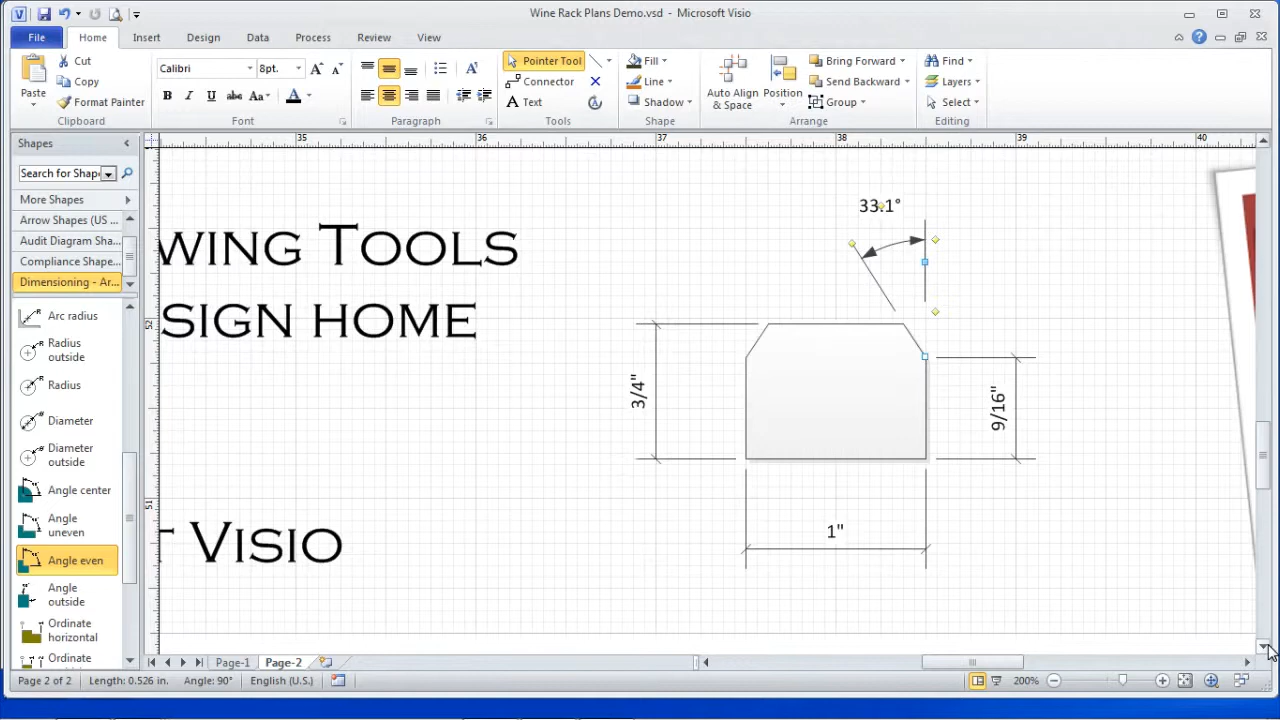 Wine Rack Plans Demo.vsd - Microsoft Visio
File Home Insert Design Data Process Review View
Paste
Cut
Copy
Format Painter
Clipboard
Calibri 8pt. A A
B I U abc Aa A
Font
A
Paragraph
Pointer Tool
Connector
A Text
Tools
Fill
Line
Shadow
Shape
Auto Align
& Space
Position
Bring Forward
Send Backward
Group
Arrange
Find
Layers
Select
Editing
Shapes
Search for Shap
More Shapes
Arrow Shapes (US ...
Audit Diagram Sha...
Compliance Shape...
Dimensioning - Ar...
Arc radius
Radius
outside
Radius
Diameter
Diameter
outside
Angle center
Angle
uneven
Angle even
Angle
outside
Ordinate
horizontal
Ordinate
35 36 37 38 39 40
52
51
WING TOOLS
SIGN HOME
T VISIO
33.1°
3/4"
9/16"
1"
Page-1 Page-2
Page 2 of 2 Length: 0.526 in. Angle: 90° English (U.S.) 200%